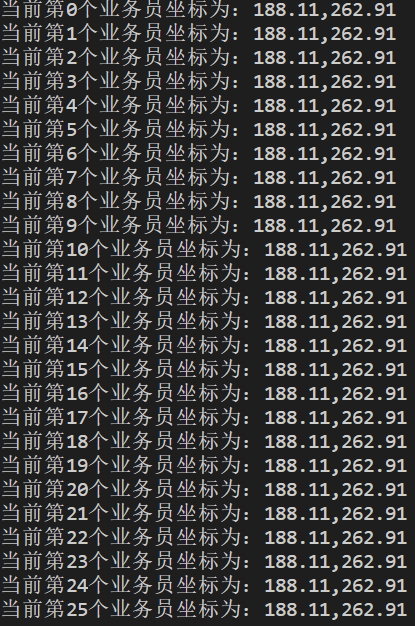 当前第0个业务员坐标为：188.11,262.91
当前第1个业务员坐标为：188.11,262.91
当前第2个业务员坐标为：188.11,262.91
当前第3个业务员坐标为：188.11,262.91
当前第4个业务员坐标为：188.11,262.91
当前第5个业务员坐标为：188.11,262.91
当前第6个业务员坐标为：188.11,262.91
当前第7个业务员坐标为：188.11,262.91
当前第8个业务员坐标为：188.11,262.91
当前第9个业务员坐标为：188.11,262.91
当前第10个业务员坐标为：188.11,262.91
当前第11个业务员坐标为：188.11,262.91
当前第12个业务员坐标为：188.11,262.91
当前第13个业务员坐标为：188.11,262.91
当前第14个业务员坐标为：188.11,262.91
当前第15个业务员坐标为：188.11,262.91
当前第16个业务员坐标为：188.11,262.91
当前第17个业务员坐标为：188.11,262.91
当前第18个业务员坐标为：188.11,262.91
当前第19个业务员坐标为：188.11,262.91
当前第20个业务员坐标为：188.11,262.91
当前第21个业务员坐标为：188.11,262.91
当前第22个业务员坐标为：188.11,262.91
当前第23个业务员坐标为：188.11,262.91
当前第24个业务员坐标为：188.11,262.91
当前第25个业务员坐标为：188.11,262.91